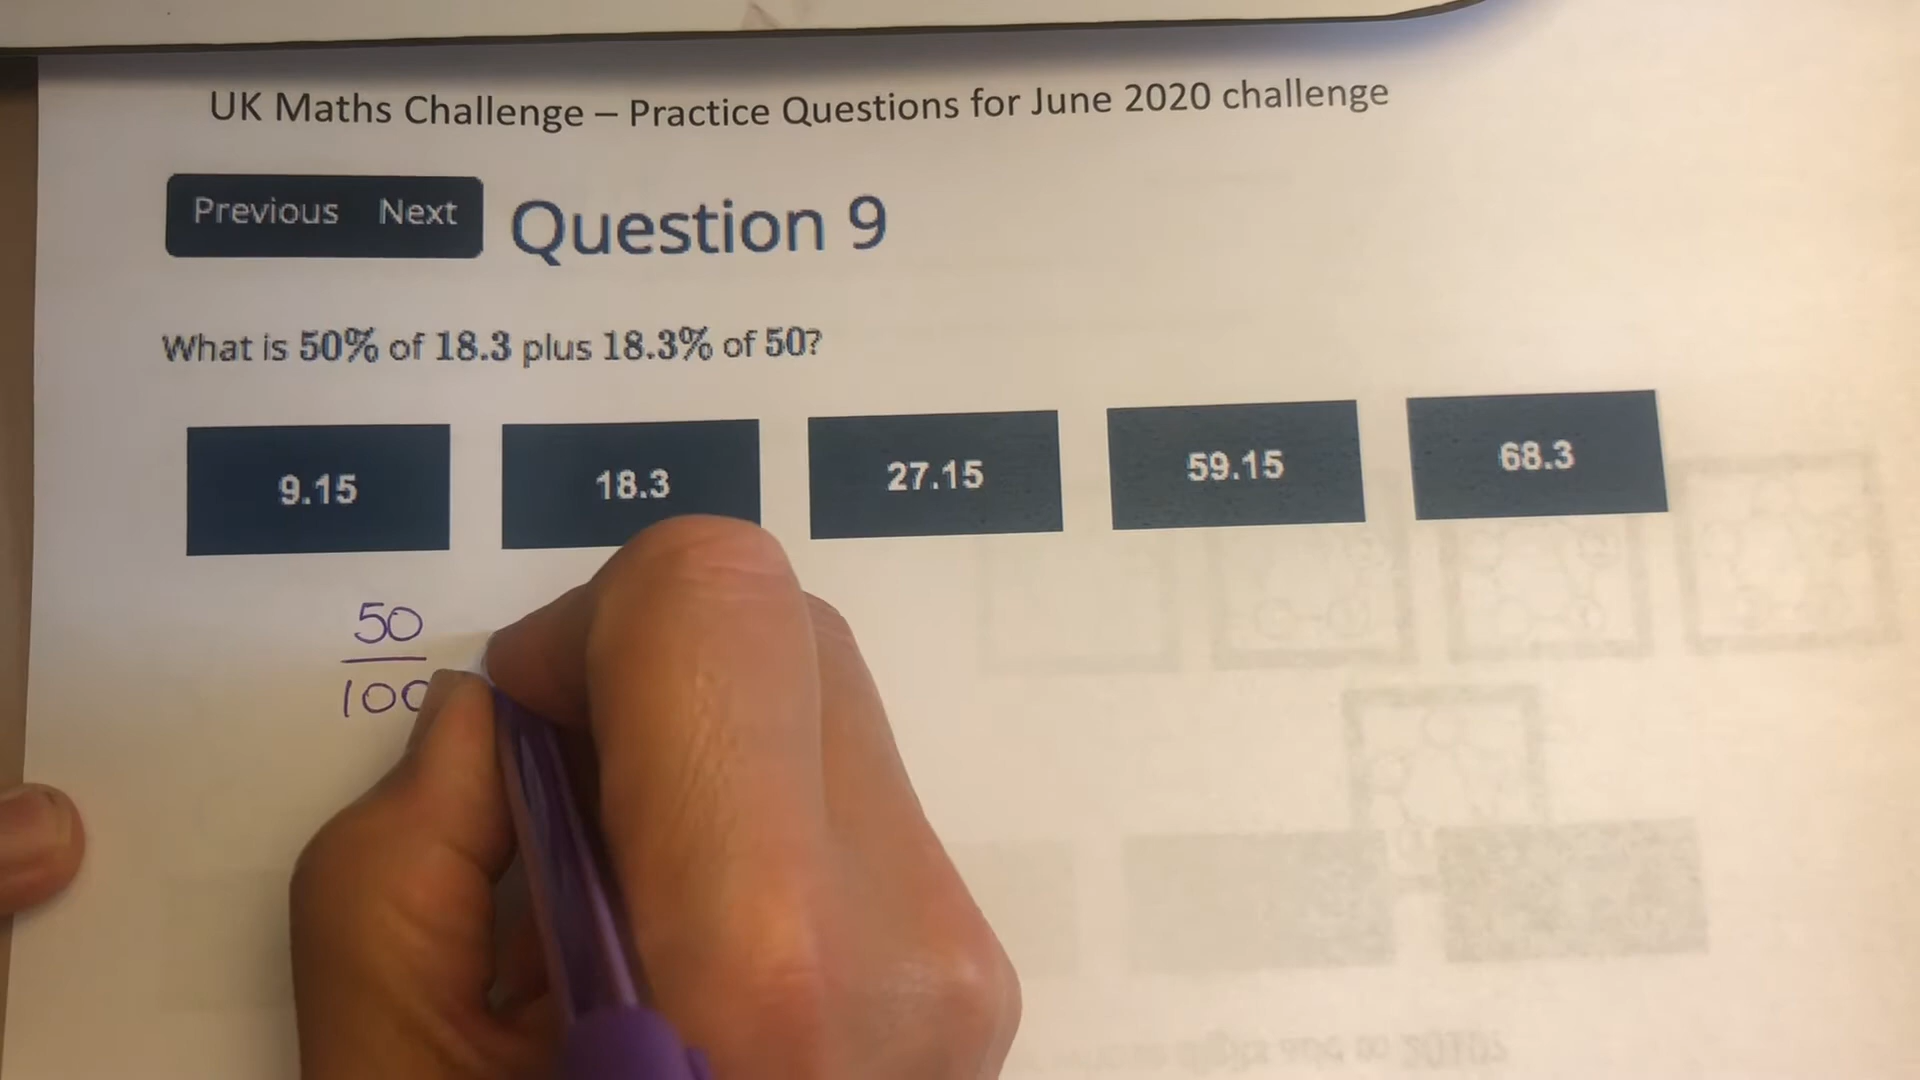 UK Maths Challenge – Practice Questions for June 2020 challenge
Previous Next
Question 9
What is 50% of 18.3 plus 18.3% of 50?
9.15 18.3 27.15 59.15 68.3
50
100